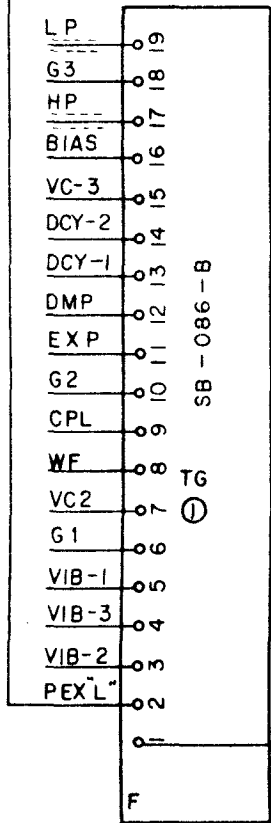 LP 19
G3 18
HP 17
BIAS 16
VC-3 15
DCY-2 14
DCY-1 13
DMP 12
EXP 11
G2 10
CPL 9
WF 8
VC2 7
G1 6
VIB-1 5
VIB-3 4
VIB-2 3
PEX"L" 2
1
SB-086-B
TG
1
F